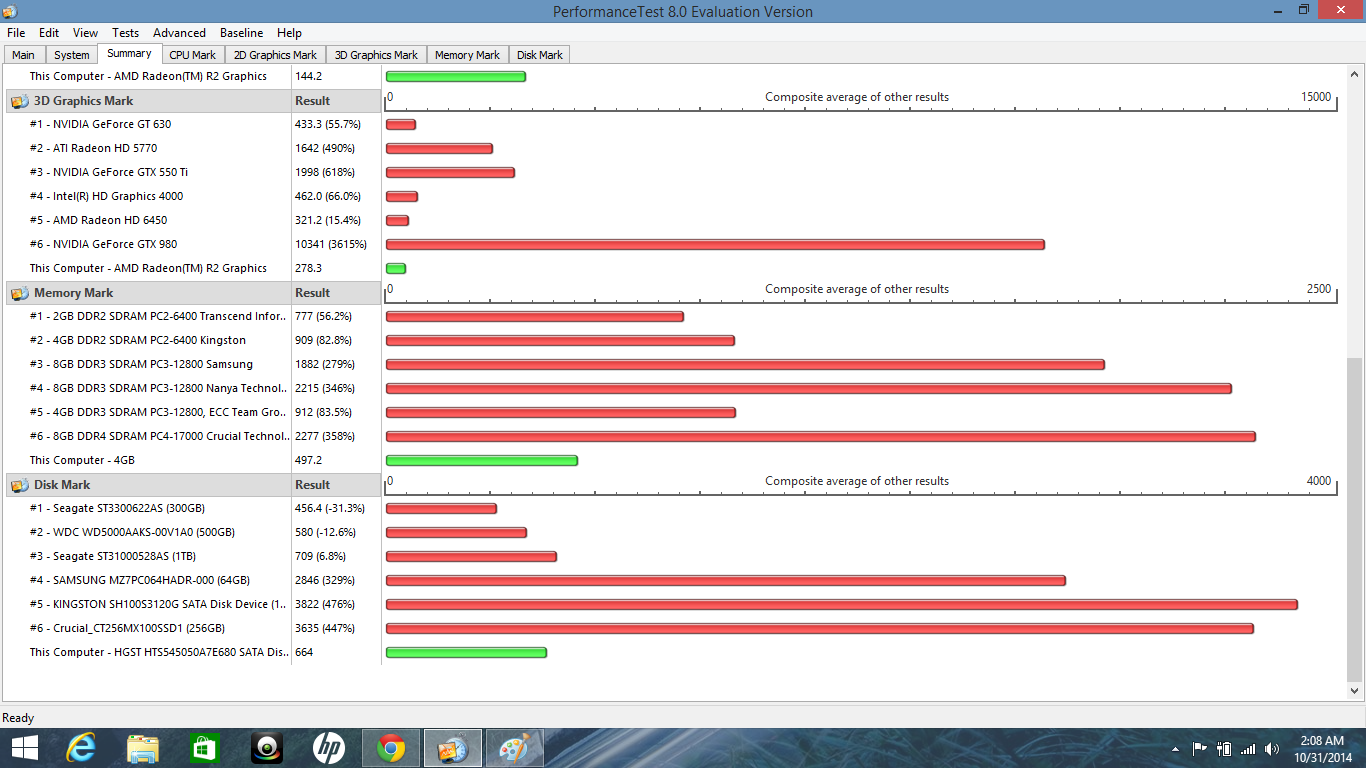 PerformanceTest 8.0 Evaluation Version
File Edit View Tests Advanced Baseline Help
Main System Summary CPU Mark 2D Graphics Mark 3D Graphics Mark Memory Mark Disk Mark
This Computer - AMD Radeon(TM) R2 Graphics 144.2
3D Graphics Mark Result 0 Composite average of other results 15000
#1 - NVIDIA GeForce GT 630 433.3 (55.7%)
#2 - ATI Radeon HD 5770 1642 (490%)
#3 - NVIDIA GeForce GTX 550 Ti 1998 (618%)
#4 - Intel(R) HD Graphics 4000 462.0 (66.0%)
#5 - AMD Radeon HD 6450 321.2 (15.4%)
#6 - NVIDIA GeForce GTX 980 10341 (3615%)
This Computer - AMD Radeon(TM) R2 Graphics 278.3
Memory Mark Result 0 Composite average of other results 2500
#1 - 2GB DDR2 SDRAM PC2-6400 Transcend Infor.. 777 (56.2%)
#2 - 4GB DDR2 SDRAM PC2-6400 Kingston 909 (82.8%)
#3 - 8GB DDR3 SDRAM PC3-12800 Samsung 1882 (279%)
#4 - 8GB DDR3 SDRAM PC3-12800 Nanya Technol.. 2215 (346%)
#5 - 4GB DDR3 SDRAM PC3-12800, ECC Team Gro.. 912 (83.5%)
#6 - 8GB DDR4 SDRAM PC4-17000 Crucial Technol.. 2277 (358%)
This Computer - 4GB 497.2
Disk Mark Result 0 Composite average of other results 4000
#1 - Seagate ST3300622AS (300GB) 456.4 (-31.3%)
#2 - WDC WD5000AAKS-00V1A0 (500GB) 580 (-12.6%)
#3 - Seagate ST31000528AS (1TB) 709 (6.8%)
#4 - SAMSUNG MZ7PC064HADR-000 (64GB) 2846 (329%)
#5 - KINGSTON SH100S3120G SATA Disk Device (1.. 3822 (476%)
#6 - Crucial_CT256MX100SSD1 (256GB) 3635 (447%)
This Computer - HGST HTS545050A7E680 SATA Dis.. 664
Ready
hp
2:08 AM
10/31/2014